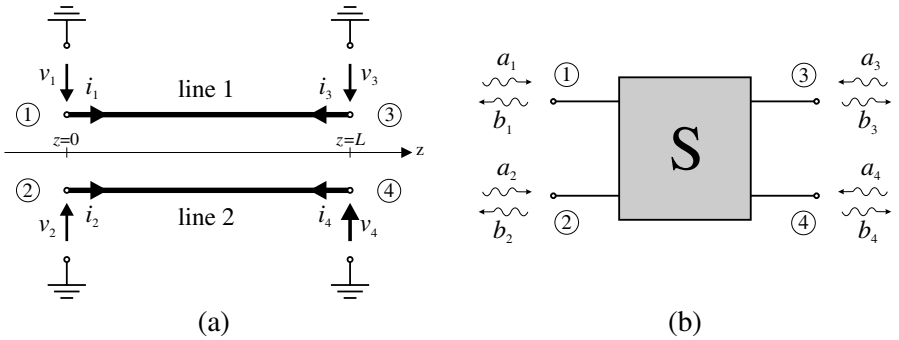 v1 i1 line 1 i3 v3
① ③
z=0 z=L z
② ④
v2 i2 line 2 i4 v4
(a)
a1 ① ③ a3
b1 b3
S
a2 a4
b2 ② ④ b4
(b)